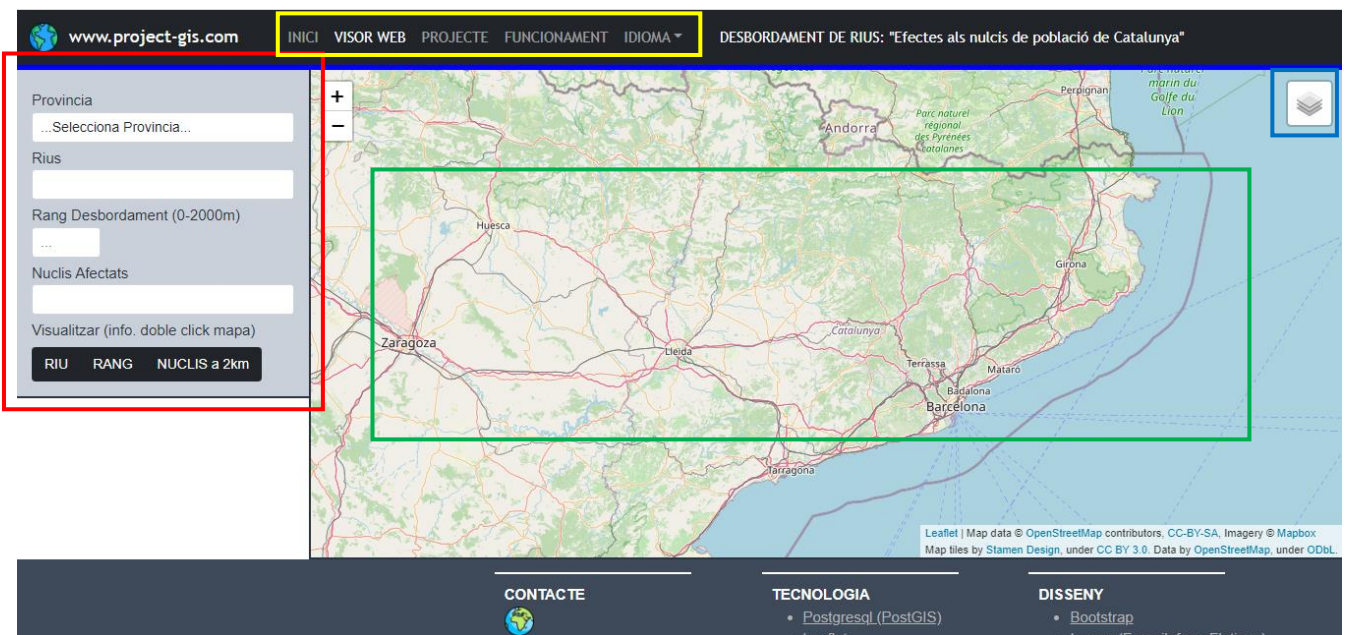 www.project-gis.com
INICI VISOR WEB PROJECTE FUNCIONAMENT IDIOMA
DESBORDAMENT DE RIUS: "Efectes als nulcis de població de Catalunya"
Provincia
...Selecciona Provincia...
Rius
Rang Desbordament (0-2000m)
...
Nuclis Afectats
Visualitzar (info. doble click mapa)
RIU RANG NUCLIS a 2km
+
−
Perpignan
Parc naturel
marin du
Golfe du
Lion
Andorra
Parc naturel
régional
des Pyrénées
catalanes
Huesca
Girona
Zaragoza
Lleida
Catalunya
Terrassa
Mataró
Badalona
Barcelona
Tarragona
Leaflet | Map data © OpenStreetMap contributors, CC-BY-SA, Imagery © Mapbox
Map tiles by Stamen Design, under CC BY 3.0. Data by OpenStreetMap, under ODbL.
CONTACTE
TECNOLOGIA
• Postgresql (PostGIS)
DISSENY
• Bootstrap